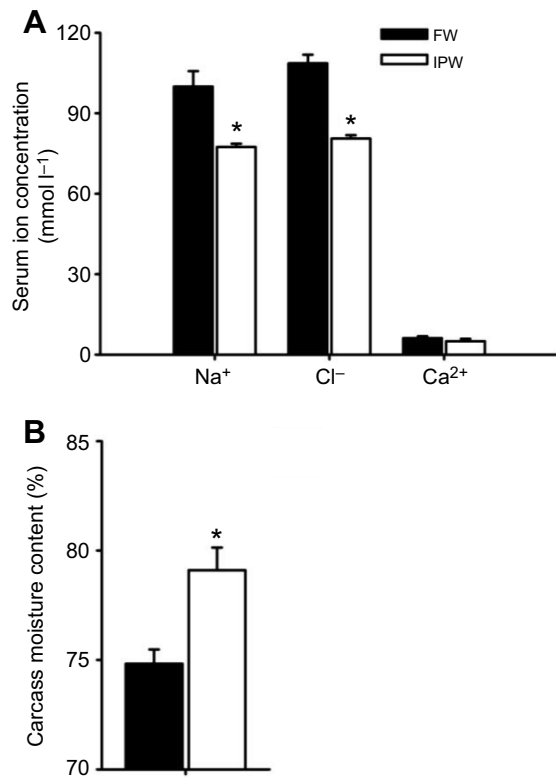 A
120
90
60
30
0
Serum ion concentration
(mmol l⁻¹)
FW
IPW
*
*
Na⁺
Cl⁻
Ca²⁺
B
85
80
75
70
Carcass moisture content (%)
*